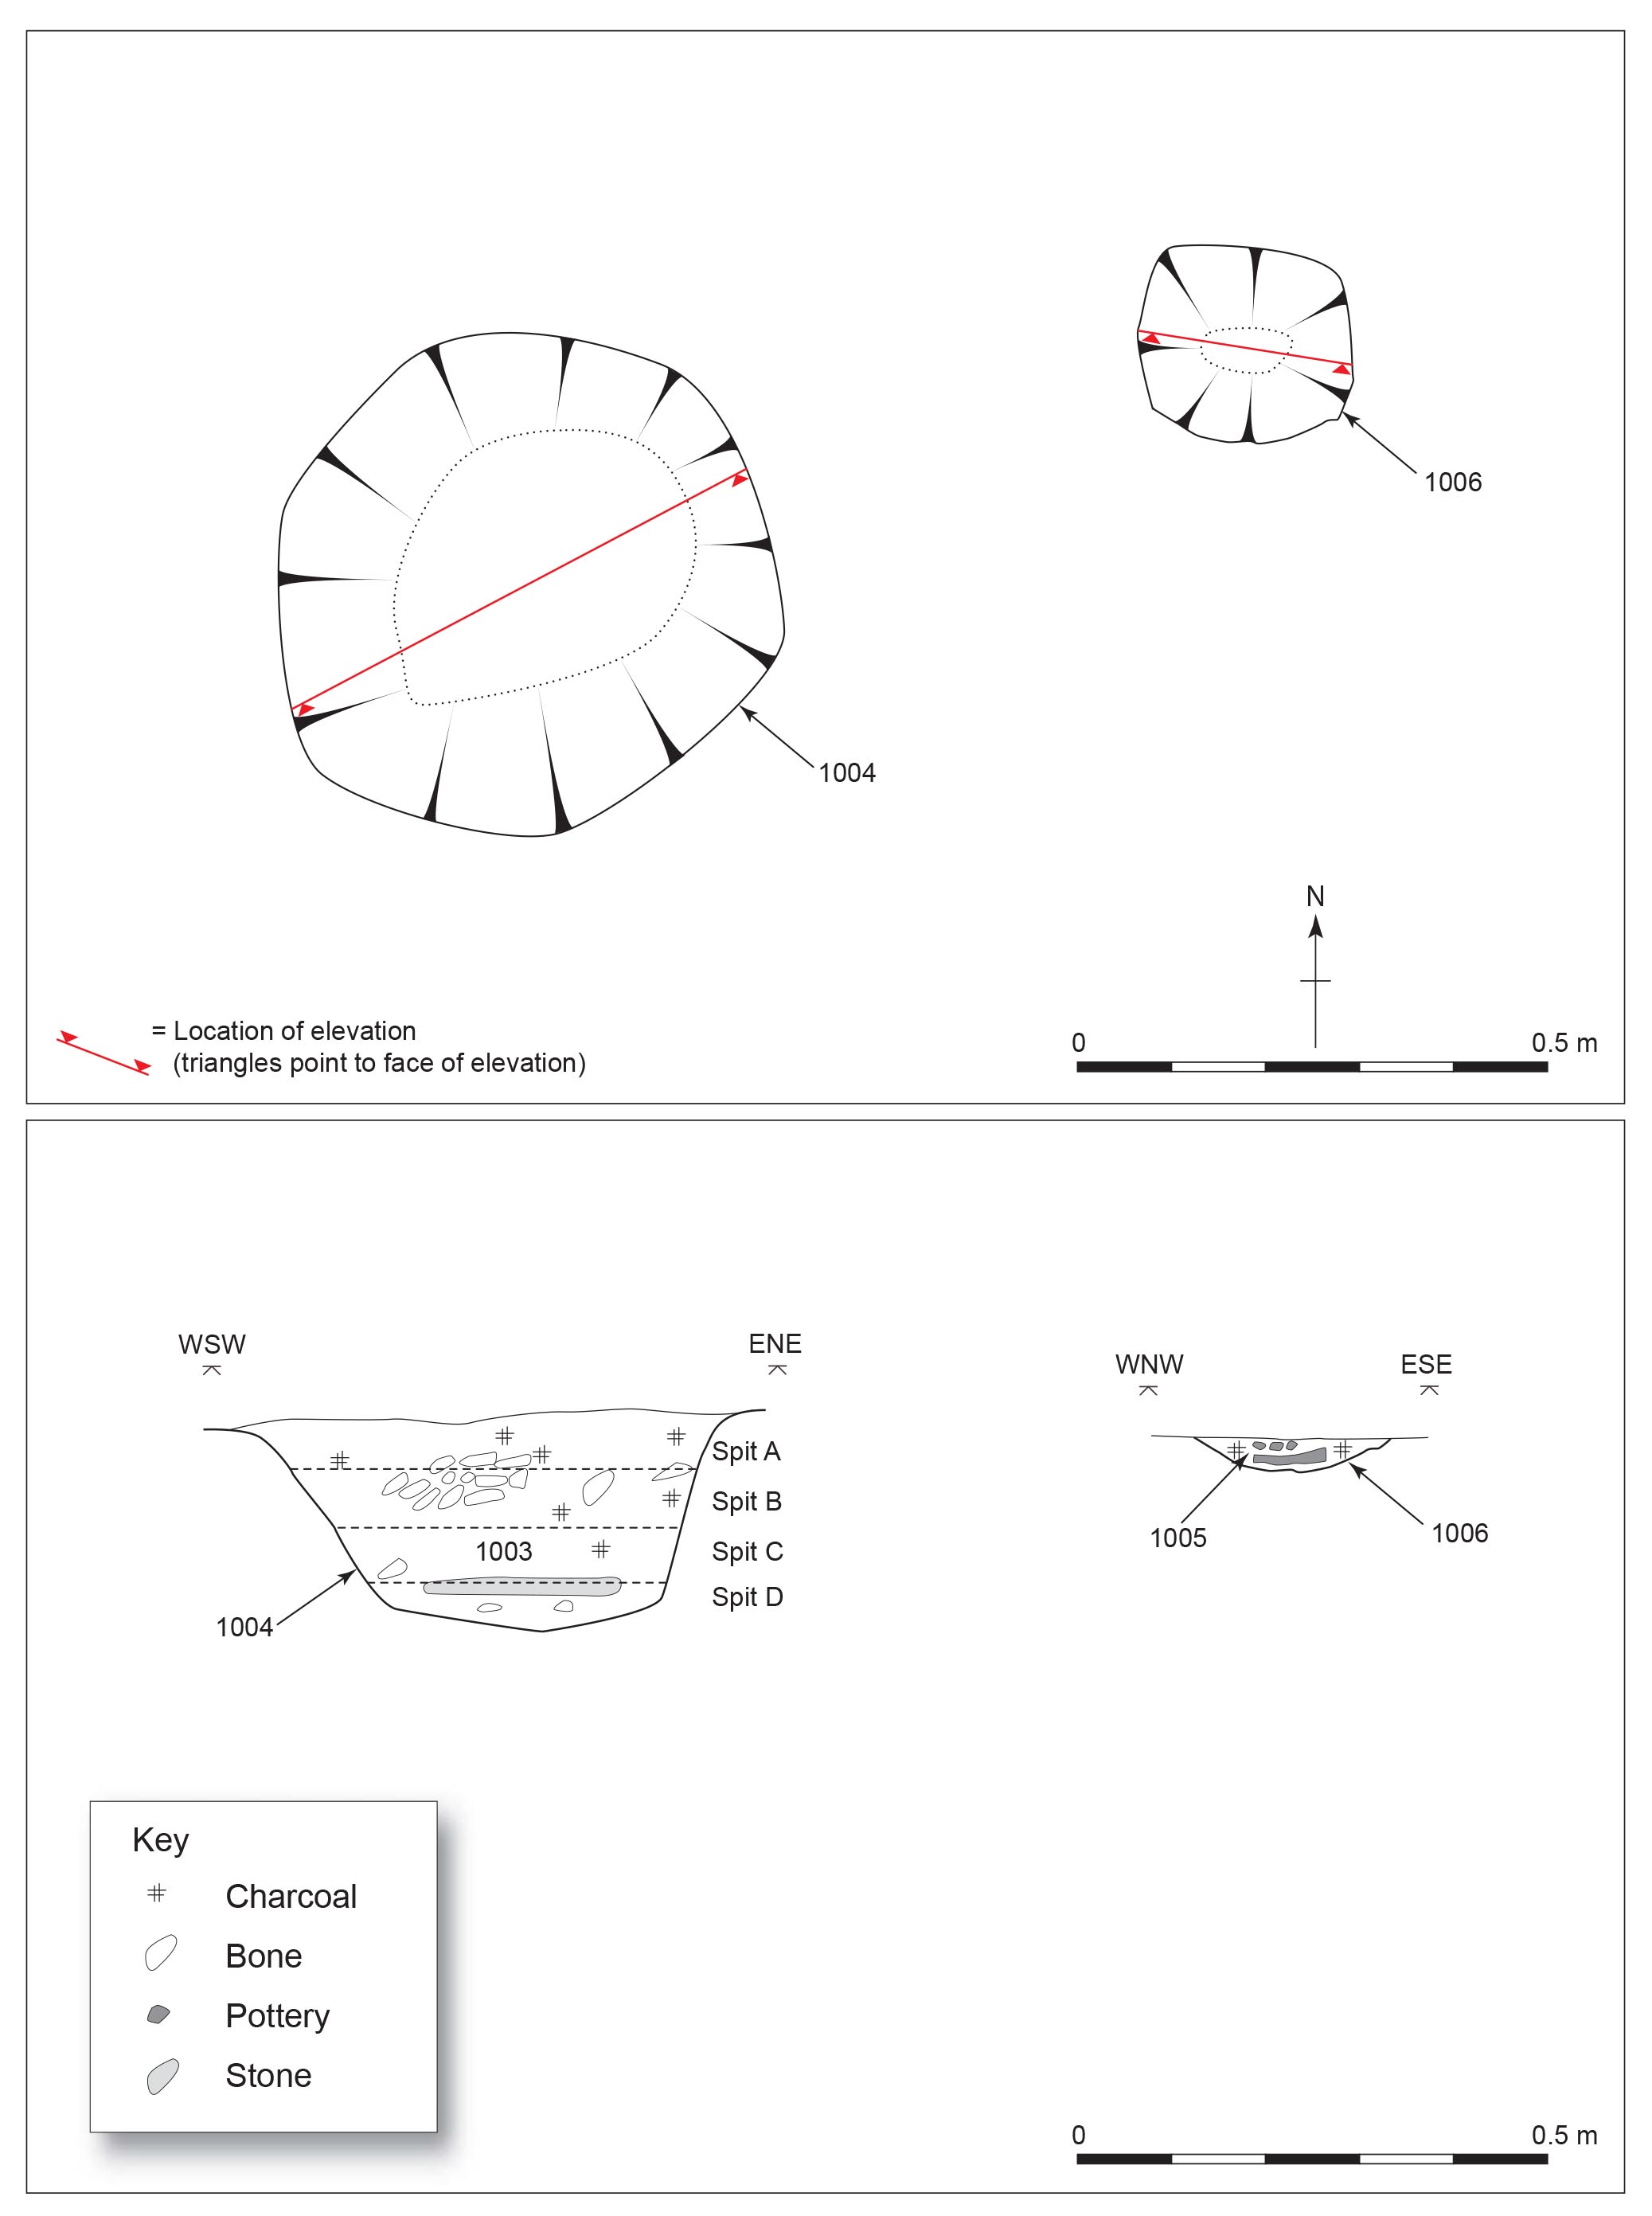 1006
1004
N
= Location of elevation
(triangles point to face of elevation)
0 0.5 m
WSW ENE
WNW ESE
Spit A
Spit B
1003 Spit C
Spit D
1004
1005 1006
Key
Charcoal
Bone
Pottery
Stone
0 0.5 m